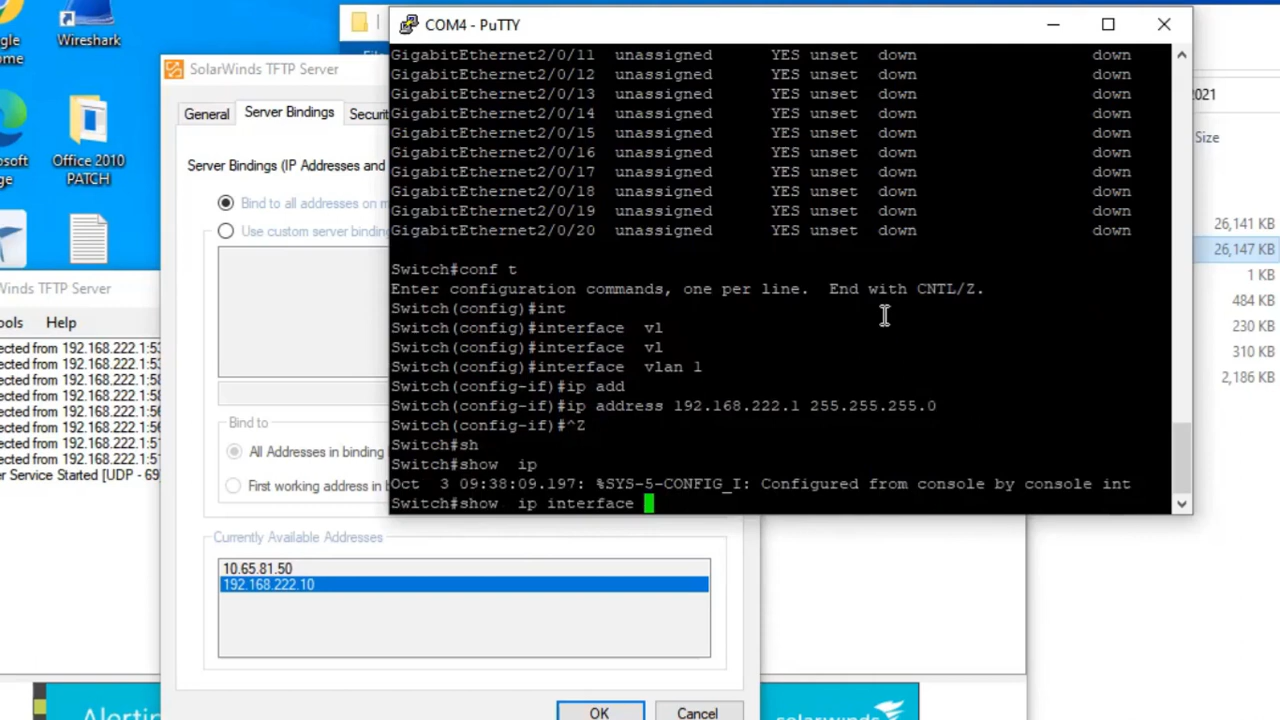 gle
ome
Wireshark
osoft
ge
Office 2010
PATCH
SolarWinds TFTP Server
General
Server Bindings
Securit
Server Bindings (IP Addresses and
Bind to all addresses on m
Use custom server binding
Bind to
All Addresses in binding
First working address in b
Currently Available Addresses
10.65.81.50
192.168.222.10
OK
Cancel
Winds TFTP Server
ools Help
ected from 192.168.222.1:53
ected from 192.168.222.1:53
ected from 192.168.222.1:58
ected from 192.168.222.1:58
ected from 192.168.222.1:56
ected from 192.168.222.1:56
ected from 192.168.222.1:51
ected from 192.168.222.1:51
er Service Started [UDP - 69
COM4 - PuTTY
GigabitEthernet2/0/11 unassigned YES unset down down
GigabitEthernet2/0/12 unassigned YES unset down down
GigabitEthernet2/0/13 unassigned YES unset down down
GigabitEthernet2/0/14 unassigned YES unset down down
GigabitEthernet2/0/15 unassigned YES unset down down
GigabitEthernet2/0/16 unassigned YES unset down down
GigabitEthernet2/0/17 unassigned YES unset down down
GigabitEthernet2/0/18 unassigned YES unset down down
GigabitEthernet2/0/19 unassigned YES unset down down
GigabitEthernet2/0/20 unassigned YES unset down down
Switch#conf t
Enter configuration commands, one per line.  End with CNTL/Z.
Switch(config)#int
Switch(config)#interface  vl
Switch(config)#interface  vl
Switch(config)#interface  vlan 1
Switch(config-if)#ip add
Switch(config-if)#ip address 192.168.222.1 255.255.255.0
Switch(config-if)#^Z
Switch#sh
Switch#show  ip
Oct  3 09:38:09.197: %SYS-5-CONFIG_I: Configured from console by console int
Switch#show  ip interface
2021
Size
26,141 KB
26,147 KB
1 KB
484 KB
230 KB
310 KB
2,186 KB
Alertin
solarwinds